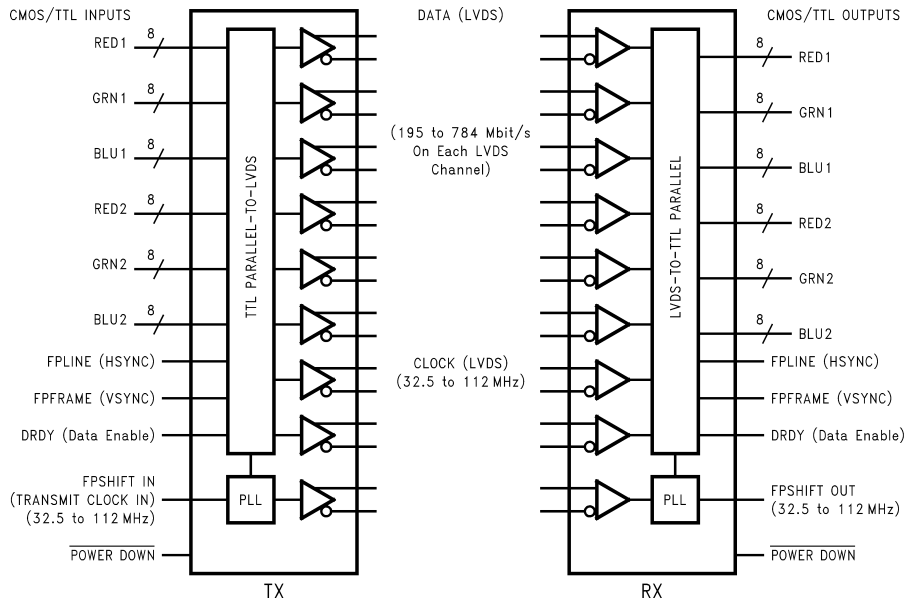 CMOS/TTL INPUTS
RED1
8
GRN1
8
BLU1
8
RED2
8
GRN2
8
BLU2
8
FPLINE (HSYNC)
FPFRAME (VSYNC)
DRDY (Data Enable)
FPSHIFT IN
(TRANSMIT CLOCK IN)
(32.5 to 112 MHz)
POWER DOWN
TTL PARALLEL-TO-LVDS
PLL
TX
DATA (LVDS)
(195 to 784 Mbit/s
On Each LVDS
Channel)
CLOCK (LVDS)
(32.5 to 112 MHz)
LVDS-TO-TTL PARALLEL
PLL
RX
CMOS/TTL OUTPUTS
8
RED1
8
GRN1
8
BLU1
8
RED2
8
GRN2
8
BLU2
FPLINE (HSYNC)
FPFRAME (VSYNC)
DRDY (Data Enable)
FPSHIFT OUT
(32.5 to 112 MHz)
POWER DOWN